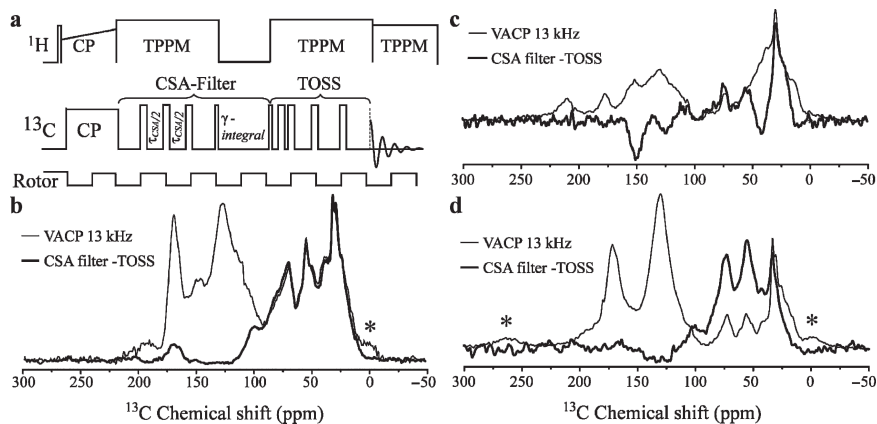 a
¹H
CP
TPPM
TPPM
TPPM
CSA-Filter
TOSS
¹³C
CP
τCSA/2
τCSA/2
γ-
integral
Rotor
b
VACP 13 kHz
CSA filter -TOSS
*
300 250 200 150 100 50 0 -50
¹³C Chemical shift (ppm)
c
VACP 13 kHz
CSA filter -TOSS
300 250 200 150 100 50 0 -50
d
VACP 13 kHz
CSA filter -TOSS
*
*
300 250 200 150 100 50 0 -50
¹³C Chemical shift (ppm)